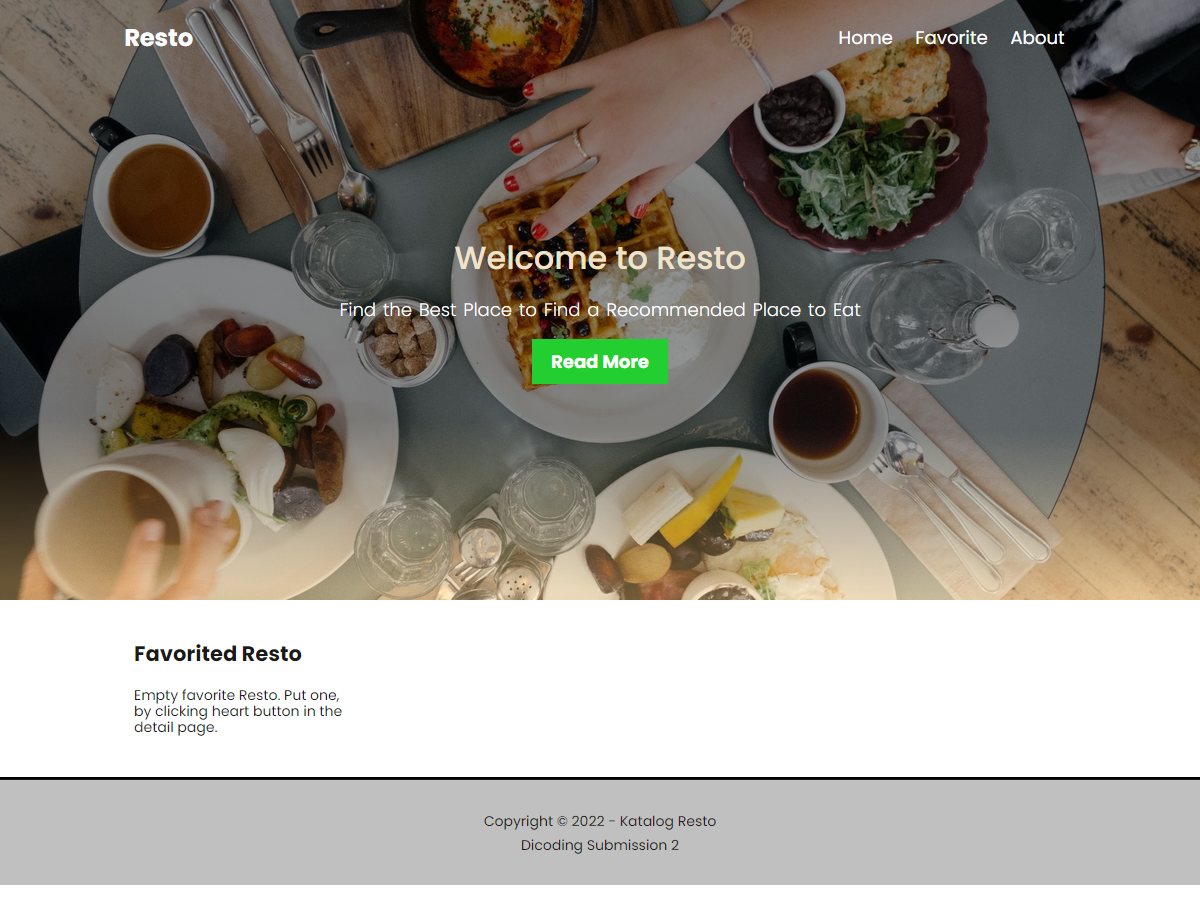 Resto
Home Favorite About
Welcome to Resto
Find the Best Place to Find a Recommended Place to Eat
Read More
Favorited Resto
Empty favorite Resto. Put one,
by clicking heart button in the
detail page.
Copyright © 2022 - Katalog Resto
Dicoding Submission 2